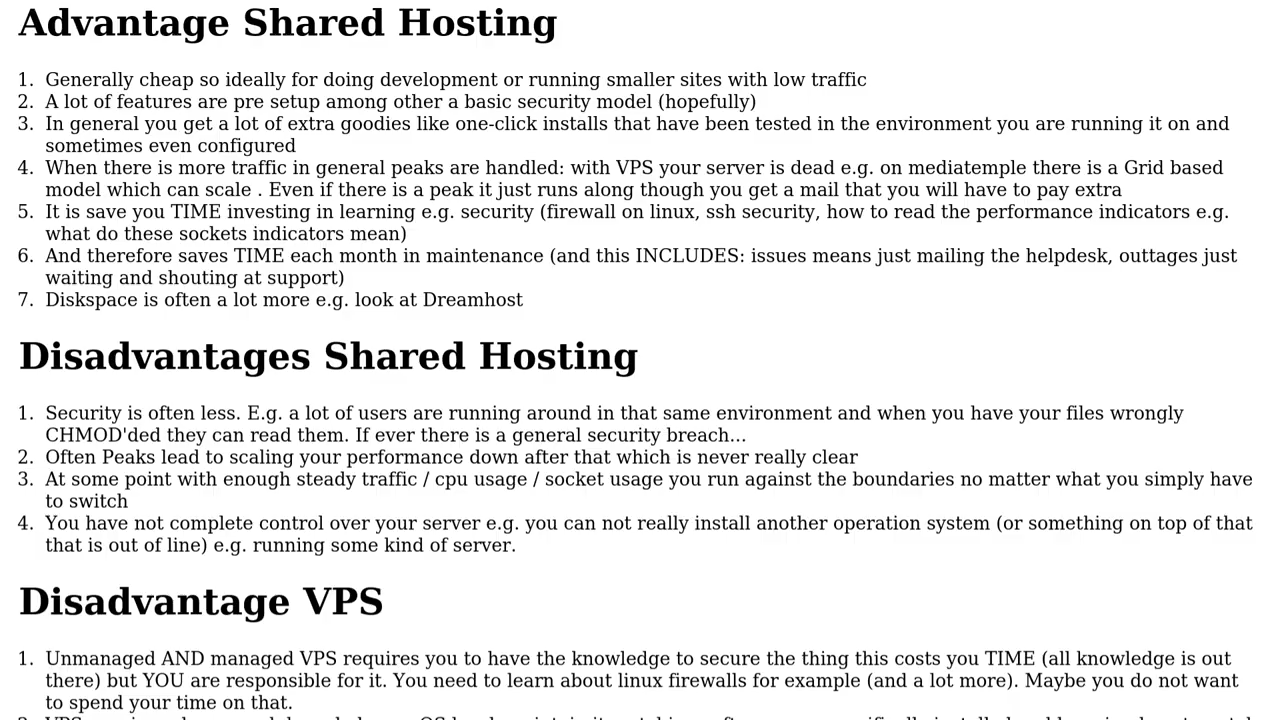 Advantage Shared Hosting
1. Generally cheap so ideally for doing development or running smaller sites with low traffic
2. A lot of features are pre setup among other a basic security model (hopefully)
3. In general you get a lot of extra goodies like one-click installs that have been tested in the environment you are running it on and
sometimes even configured
4. When there is more traffic in general peaks are handled: with VPS your server is dead e.g. on mediatemple there is a Grid based
model which can scale . Even if there is a peak it just runs along though you get a mail that you will have to pay extra
5. It is save you TIME investing in learning e.g. security (firewall on linux, ssh security, how to read the performance indicators e.g.
what do these sockets indicators mean)
6. And therefore saves TIME each month in maintenance (and this INCLUDES: issues means just mailing the helpdesk, outtages just
waiting and shouting at support)
7. Diskspace is often a lot more e.g. look at Dreamhost
Disadvantages Shared Hosting
1. Security is often less. E.g. a lot of users are running around in that same environment and when you have your files wrongly
CHMOD'ded they can read them. If ever there is a general security breach...
2. Often Peaks lead to scaling your performance down after that which is never really clear
3. At some point with enough steady traffic / cpu usage / socket usage you run against the boundaries no matter what you simply have
to switch
4. You have not complete control over your server e.g. you can not really install another operation system (or something on top of that
that is out of line) e.g. running some kind of server.
Disadvantage VPS
1. Unmanaged AND managed VPS requires you to have the knowledge to secure the thing this costs you TIME (all knowledge is out
there) but YOU are responsible for it. You need to learn about linux firewalls for example (and a lot more). Maybe you do not want
to spend your time on that.